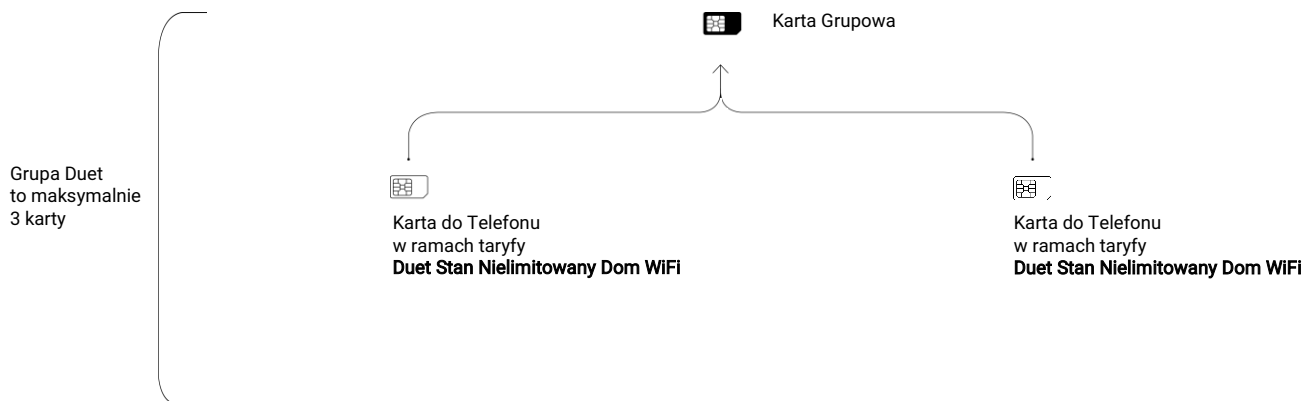 Karta Grupowa
Grupa Duet
to maksymalnie
3 karty
Karta do Telefonu
w ramach taryfy
Duet Stan Nielimitowany Dom WiFi
Karta do Telefonu
w ramach taryfy
Duet Stan Nielimitowany Dom WiFi